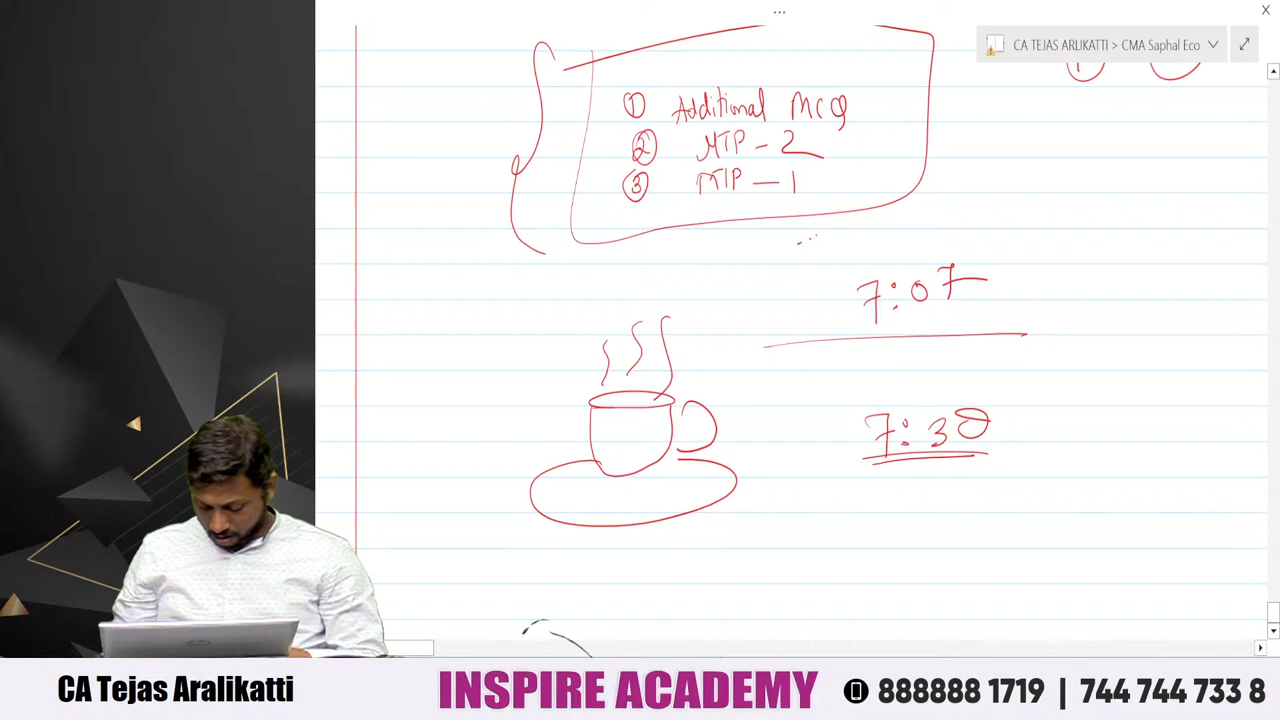 ...
CA TEJAS ARLIKATTI > CMA Saphal Eco
① Additional MCQ
② MTP - 2
③ MTP - 1
7:07
7:30
CA Tejas Aralikatti
INSPIRE ACADEMY
888888 1719 | 744 744 733 8